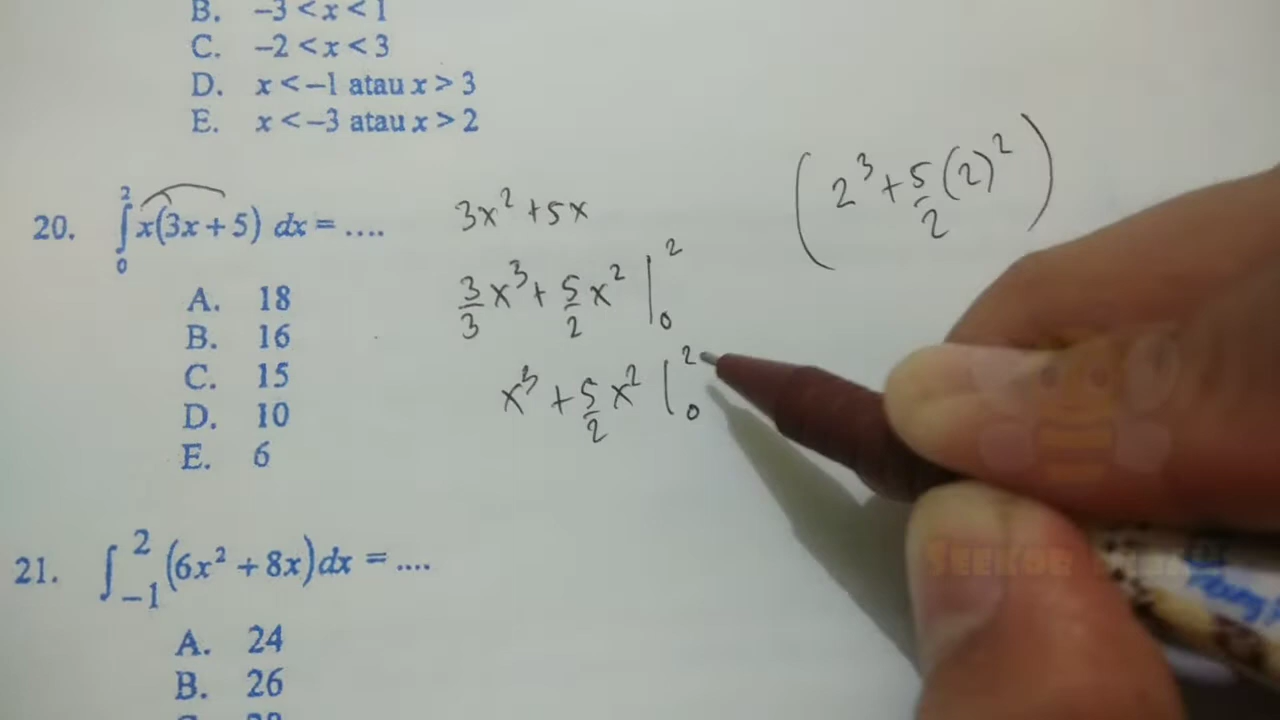 B. −3 < x < 1
C. −2 < x < 3
D. x < −1 atau x > 3
E. x < −3 atau x > 2
20. ∫₀² x(3x + 5) dx = ....
A. 18
B. 16
C. 15
D. 10
E. 6
3x² + 5x
3/3 x³ + 5/2 x² |₀²
x³ + 5/2 x² |₀²
(2³ + 5/2 (2)²)
21. ∫₋₁² (6x² + 8x) dx = ....
A. 24
B. 26